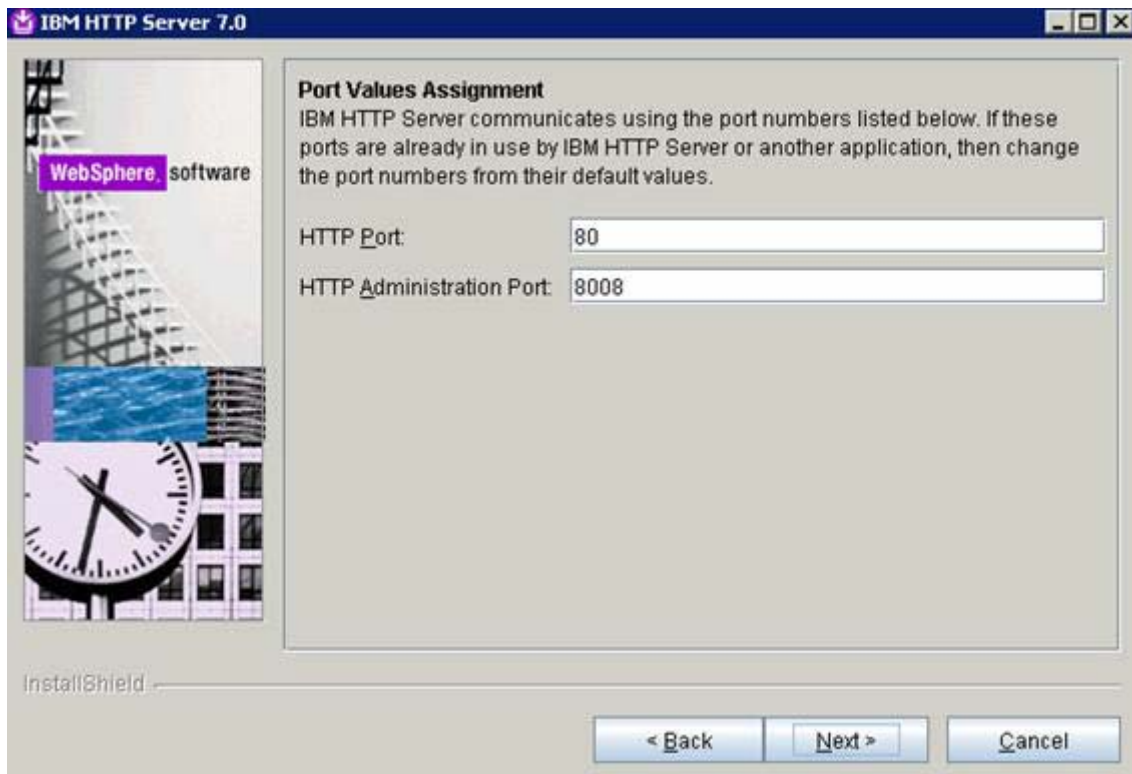 IBM HTTP Server 7.0
WebSphere. software
Port Values Assignment
IBM HTTP Server communicates using the port numbers listed below. If these
ports are already in use by IBM HTTP Server or another application, then change
the port numbers from their default values.
HTTP Port: 80
HTTP Administration Port: 8008
InstallShield
< Back Next > Cancel